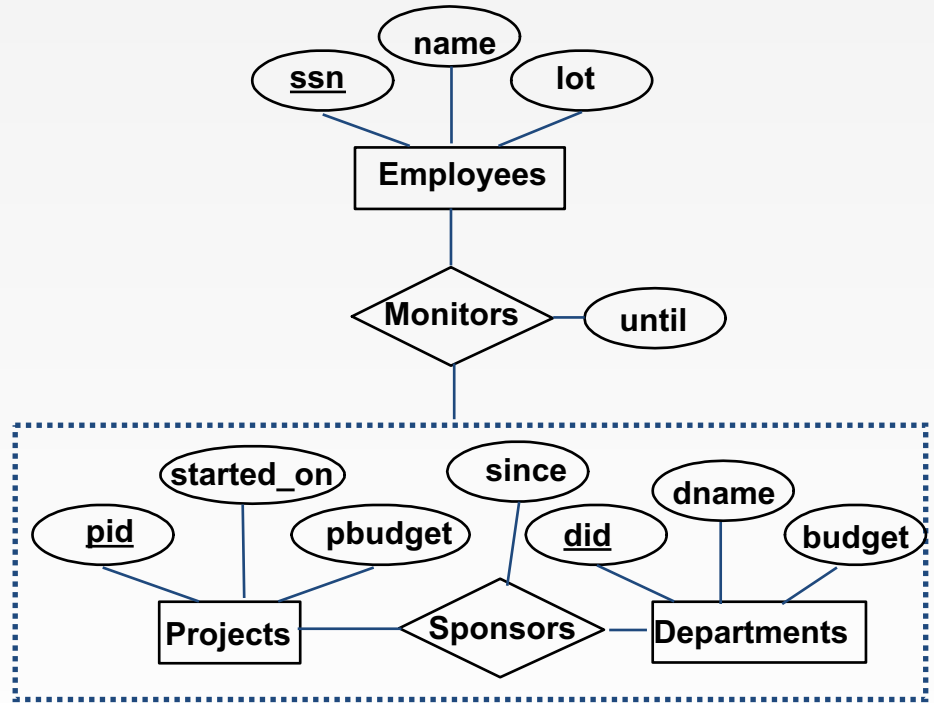 name
ssn
lot
Employees
Monitors
until
started_on
since
dname
pid
pbudget
did
budget
Projects
Sponsors
Departments